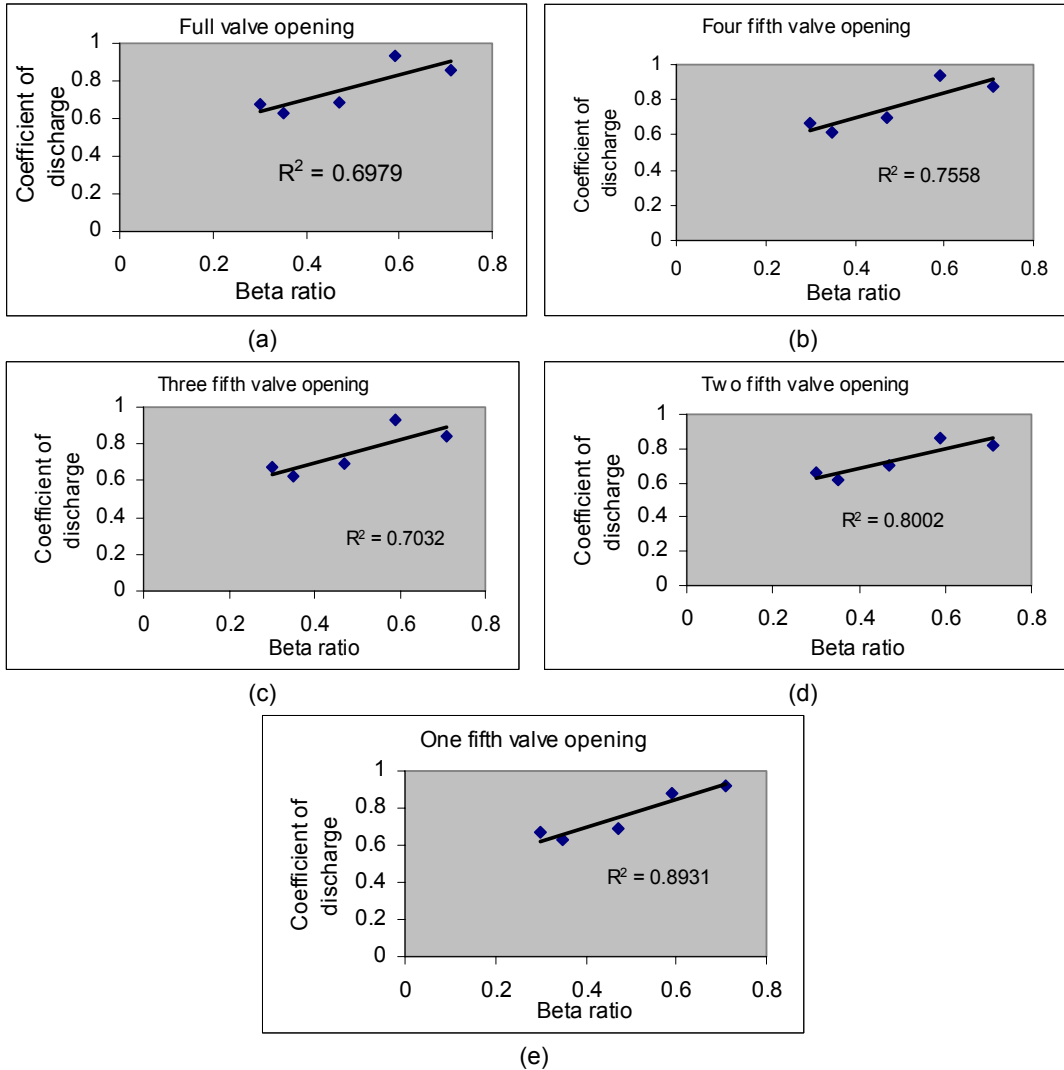 Full valve opening
1
0.8
0.6
0.4
0.2
0
Coefficient of
discharge
R² = 0.6979
0 0.2 0.4 0.6 0.8
Beta ratio
(a)
Four fifth valve opening
1
0.8
0.6
0.4
0.2
0
Coefficient of
discharge
R² = 0.7558
0 0.2 0.4 0.6 0.8
Beta ratio
(b)
Three fifth valve opening
1
0.8
0.6
0.4
0.2
0
Coefficient of
discharge
R² = 0.7032
0 0.2 0.4 0.6 0.8
Beta ratio
(c)
Two fifth valve opening
1
0.8
0.6
0.4
0.2
0
Coefficient of
discharge
R² = 0.8002
0 0.2 0.4 0.6 0.8
Beta ratio
(d)
One fifth valve opening
1
0.8
0.6
0.4
0.2
0
Coefficient of
discharge
R² = 0.8931
0 0.2 0.4 0.6 0.8
Beta ratio
(e)